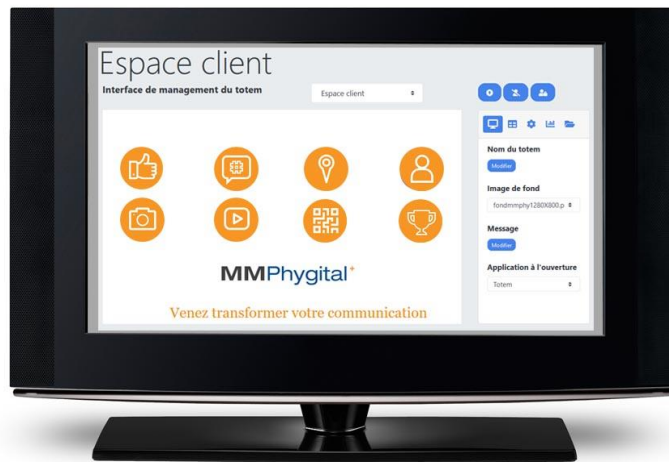 Espace client
Interface de management du totem
Espace client
Nom du totem
Modifier
Image de fond
fondmmphy1280X800.p
Message
Modifier
Application à l'ouverture
Totem
MMPhygital+
Venez transformer votre communication